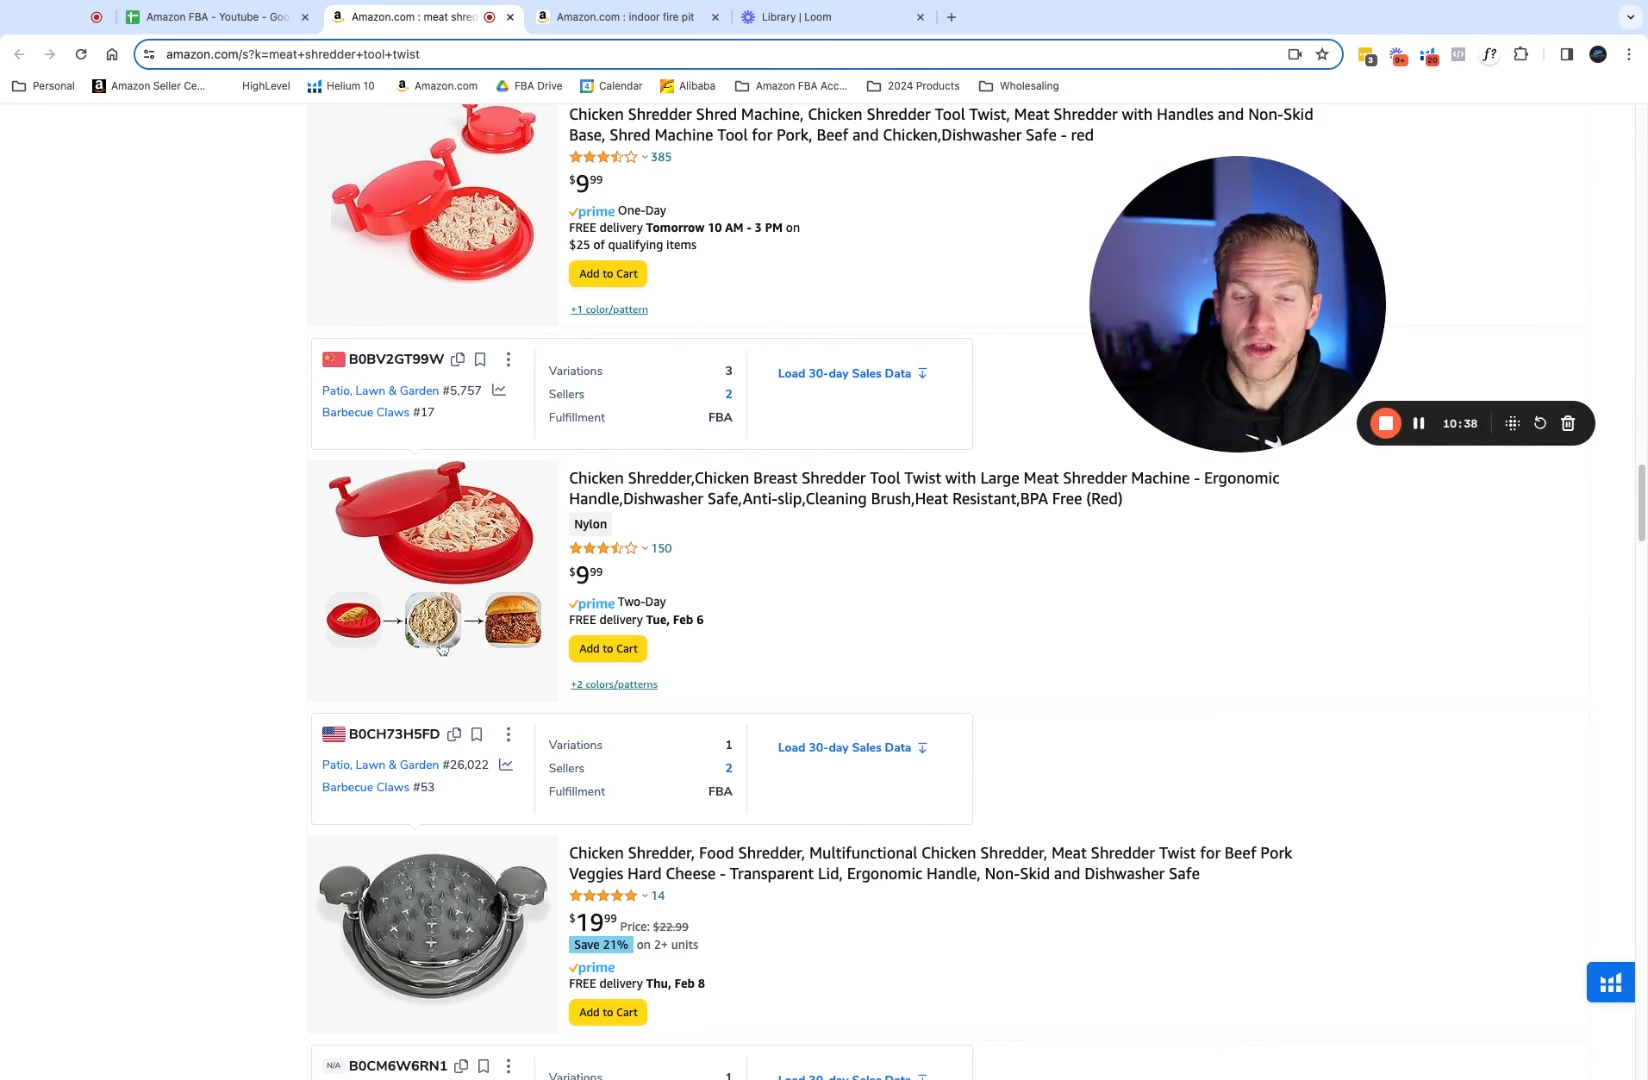 Amazon FBA - Youtube - Goo
Amazon.com : meat shred
Amazon.com : indoor fire pit
Library | Loom
amazon.com/s?k=meat+shredder+tool+twist
3
9+
20
f?
Personal
Amazon Seller Ce...
HighLevel
Helium 10
Amazon.com
FBA Drive
Calendar
Alibaba
Amazon FBA Acc...
2024 Products
Wholesaling
Chicken Shredder Shred Machine, Chicken Shredder Tool Twist, Meat Shredder with Handles and Non-Skid
Base, Shred Machine Tool for Pork, Beef and Chicken,Dishwasher Safe - red
385
$9.99
prime One-Day
FREE delivery Tomorrow 10 AM - 3 PM on
$25 of qualifying items
Add to Cart
+1 color/pattern
10:38
B0BV2GT99W
Patio, Lawn & Garden #5,757
Barbecue Claws #17
Variations 3
Sellers 2
Fulfillment FBA
Load 30-day Sales Data
Chicken Shredder,Chicken Breast Shredder Tool Twist with Large Meat Shredder Machine - Ergonomic
Handle,Dishwasher Safe,Anti-slip,Cleaning Brush,Heat Resistant,BPA Free (Red)
Nylon
150
$9.99
prime Two-Day
FREE delivery Tue, Feb 6
Add to Cart
+2 colors/patterns
B0CH73H5FD
Patio, Lawn & Garden #26,022
Barbecue Claws #53
Variations 1
Sellers 2
Fulfillment FBA
Load 30-day Sales Data
Chicken Shredder, Food Shredder, Multifunctional Chicken Shredder, Meat Shredder Twist for Beef Pork
Veggies Hard Cheese - Transparent Lid, Ergonomic Handle, Non-Skid and Dishwasher Safe
14
$19.99 Price: $22.99
Save 21% on 2+ units
prime
FREE delivery Thu, Feb 8
Add to Cart
N/A B0CM6W6RN1
Variations 1
Load 30-day Sales Data